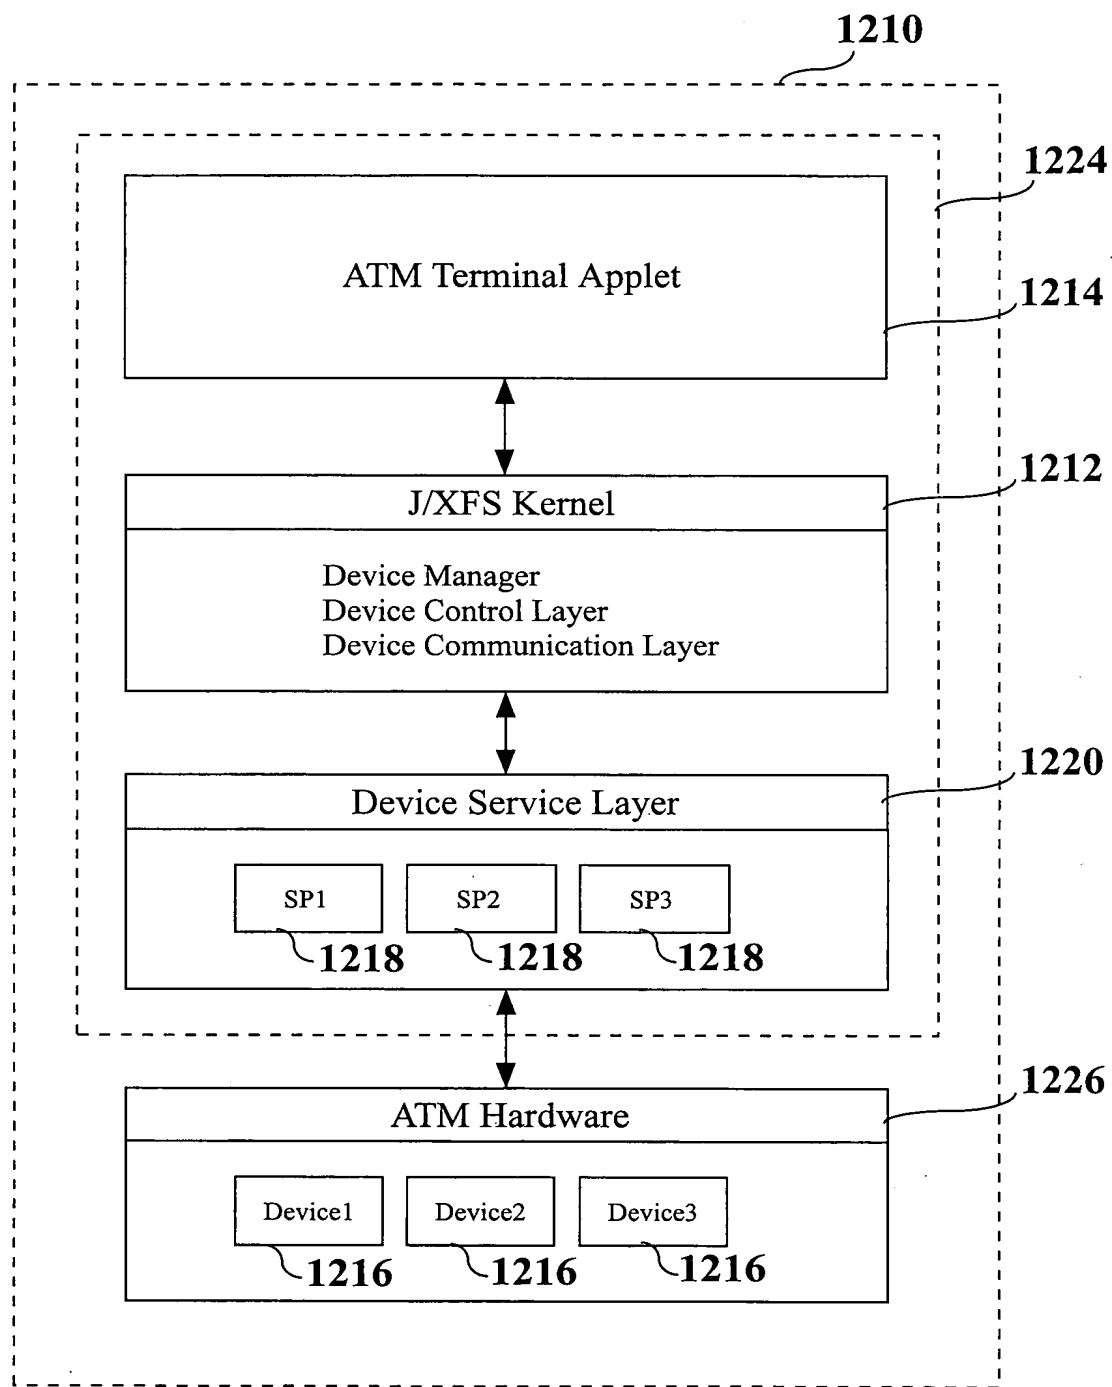 1210
1224
ATM Terminal Applet
1214
1212
J/XFS Kernel
Device Manager
Device Control Layer
Device Communication Layer
1220
Device Service Layer
SP1 SP2 SP3
1218 1218 1218
1226
ATM Hardware
Device1 Device2 Device3
1216 1216 1216